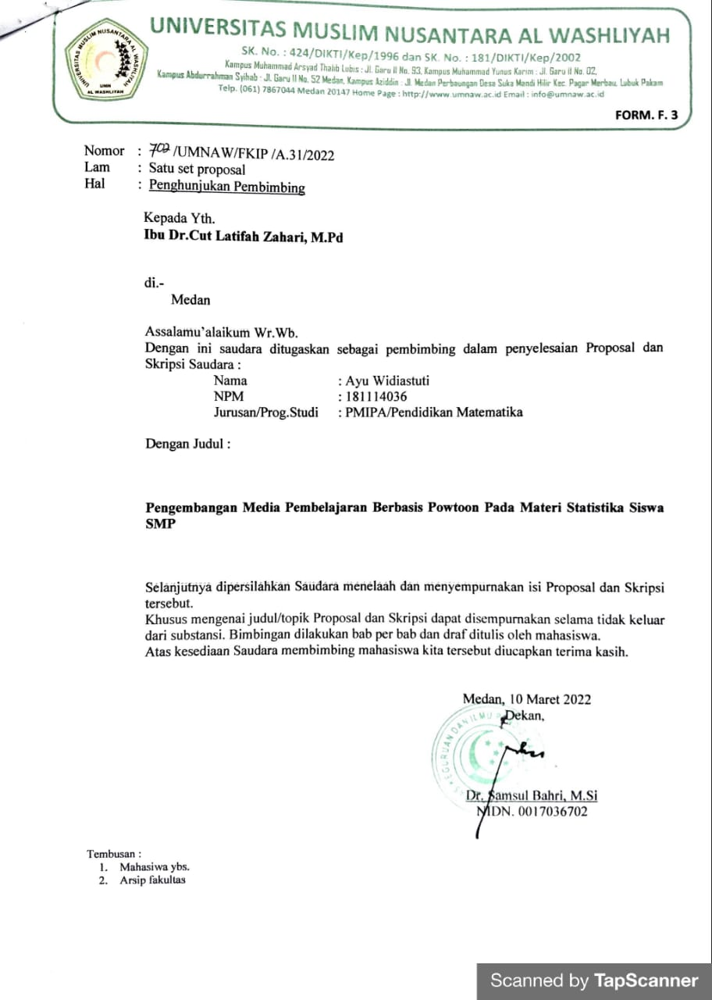 UNIVERSITAS MUSLIM NUSANTARA AL WASHLIYAH
SK. No. : 424/DIKTI/Kep/1996 dan SK. No. : 181/DIKTI/Kep/2002
Kampus Muhammad Arsyad Thalib Lubis : Jl. Garu II No. 93, Kampus Muhammad Yunus Karim : Jl. Garu II No. 02,
Kampus Abdurrahman Syihab : Jl. Garu II No. 52 Medan, Kampus Aziddin : Jl. Medan Perbaungan Desa Suka Mandi Hilir Kec. Pagar Merbau, Lubuk Pakam
Telp. (061) 7867044 Medan 20147 Home Page : http://www.umnaw.ac.id Email : info@umnaw.ac.id
UNIVERSITAS MUSLIM NUSANTARA AL WASHLIYAH
UMN
AL WASHLIYAH
FORM. F. 3
Nomor : 702 /UMNAW/FKIP /A.31/2022
Lam : Satu set proposal
Hal : Penghunjukan Pembimbing
Kepada Yth.
Ibu Dr.Cut Latifah Zahari, M.Pd
di.-
Medan
Assalamu’alaikum Wr.Wb.
Dengan ini saudara ditugaskan sebagai pembimbing dalam penyelesaian Proposal dan
Skripsi Saudara :
Nama : Ayu Widiastuti
NPM : 181114036
Jurusan/Prog.Studi : PMIPA/Pendidikan Matematika
Dengan Judul :
Pengembangan Media Pembelajaran Berbasis Powtoon Pada Materi Statistika Siswa
SMP
Selanjutnya dipersilahkan Saudara menelaah dan menyempurnakan isi Proposal dan Skripsi
tersebut.
Khusus mengenai judul/topik Proposal dan Skripsi dapat disempurnakan selama tidak keluar
dari substansi. Bimbingan dilakukan bab per bab dan draf ditulis oleh mahasiswa.
Atas kesediaan Saudara membimbing mahasiswa kita tersebut diucapkan terima kasih.
Medan, 10 Maret 2022
Dekan,
EGURUAN DAN ILMU
Dr. Samsul Bahri, M.Si
NIDN. 0017036702
Tembusan :
1. Mahasiwa ybs.
2. Arsip fakultas
Scanned by TapScanner